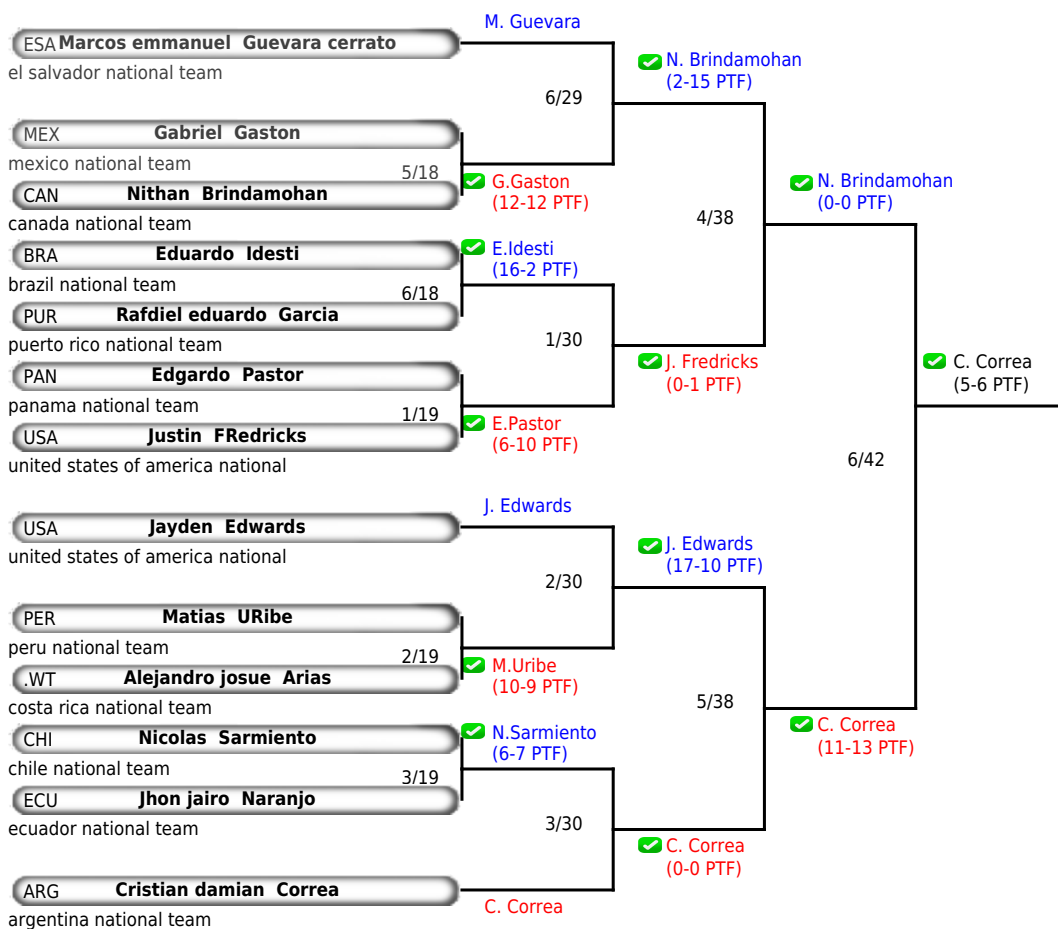 M. Guevara
ESA Marcos emmanuel Guevara cerrato
el salvador national team
N. Brindamohan
(2-15 PTF)
6/29
MEX Gabriel Gaston
mexico national team
5/18
G.Gaston
(12-12 PTF)
CAN Nithan Brindamohan
canada national team
N. Brindamohan
(0-0 PTF)
4/38
BRA Eduardo Idesti
brazil national team
E.Idesti
(16-2 PTF)
6/18
PUR Rafdiel eduardo Garcia
puerto rico national team
1/30
J. Fredricks
(0-1 PTF)
C. Correa
(5-6 PTF)
PAN Edgardo Pastor
panama national team
1/19
E.Pastor
(6-10 PTF)
USA Justin FRedricks
united states of america national
6/42
J. Edwards
USA Jayden Edwards
united states of america national
J. Edwards
(17-10 PTF)
2/30
PER Matias URibe
peru national team
2/19
M.Uribe
(10-9 PTF)
.WT Alejandro josue Arias
costa rica national team
5/38
C. Correa
(11-13 PTF)
CHI Nicolas Sarmiento
chile national team
N.Sarmiento
(6-7 PTF)
3/19
ECU Jhon jairo Naranjo
ecuador national team
3/30
C. Correa
(0-0 PTF)
ARG Cristian damian Correa
argentina national team
C. Correa